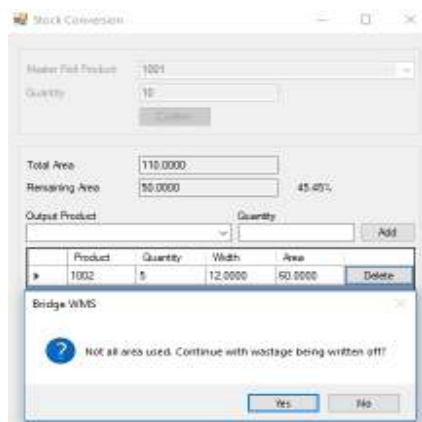 Stock Conversion
Master Roll Product 1001
Quantity 10
Confirm
Total Area 110.0000
Remaining Area 50.0000 45.45%
Output Product Quantity
Add
Product Quantity Width Area
1002 5 12.0000 60.0000 Delete
Bridge WMS
Not all area used. Continue with wastage being written off?
Yes No